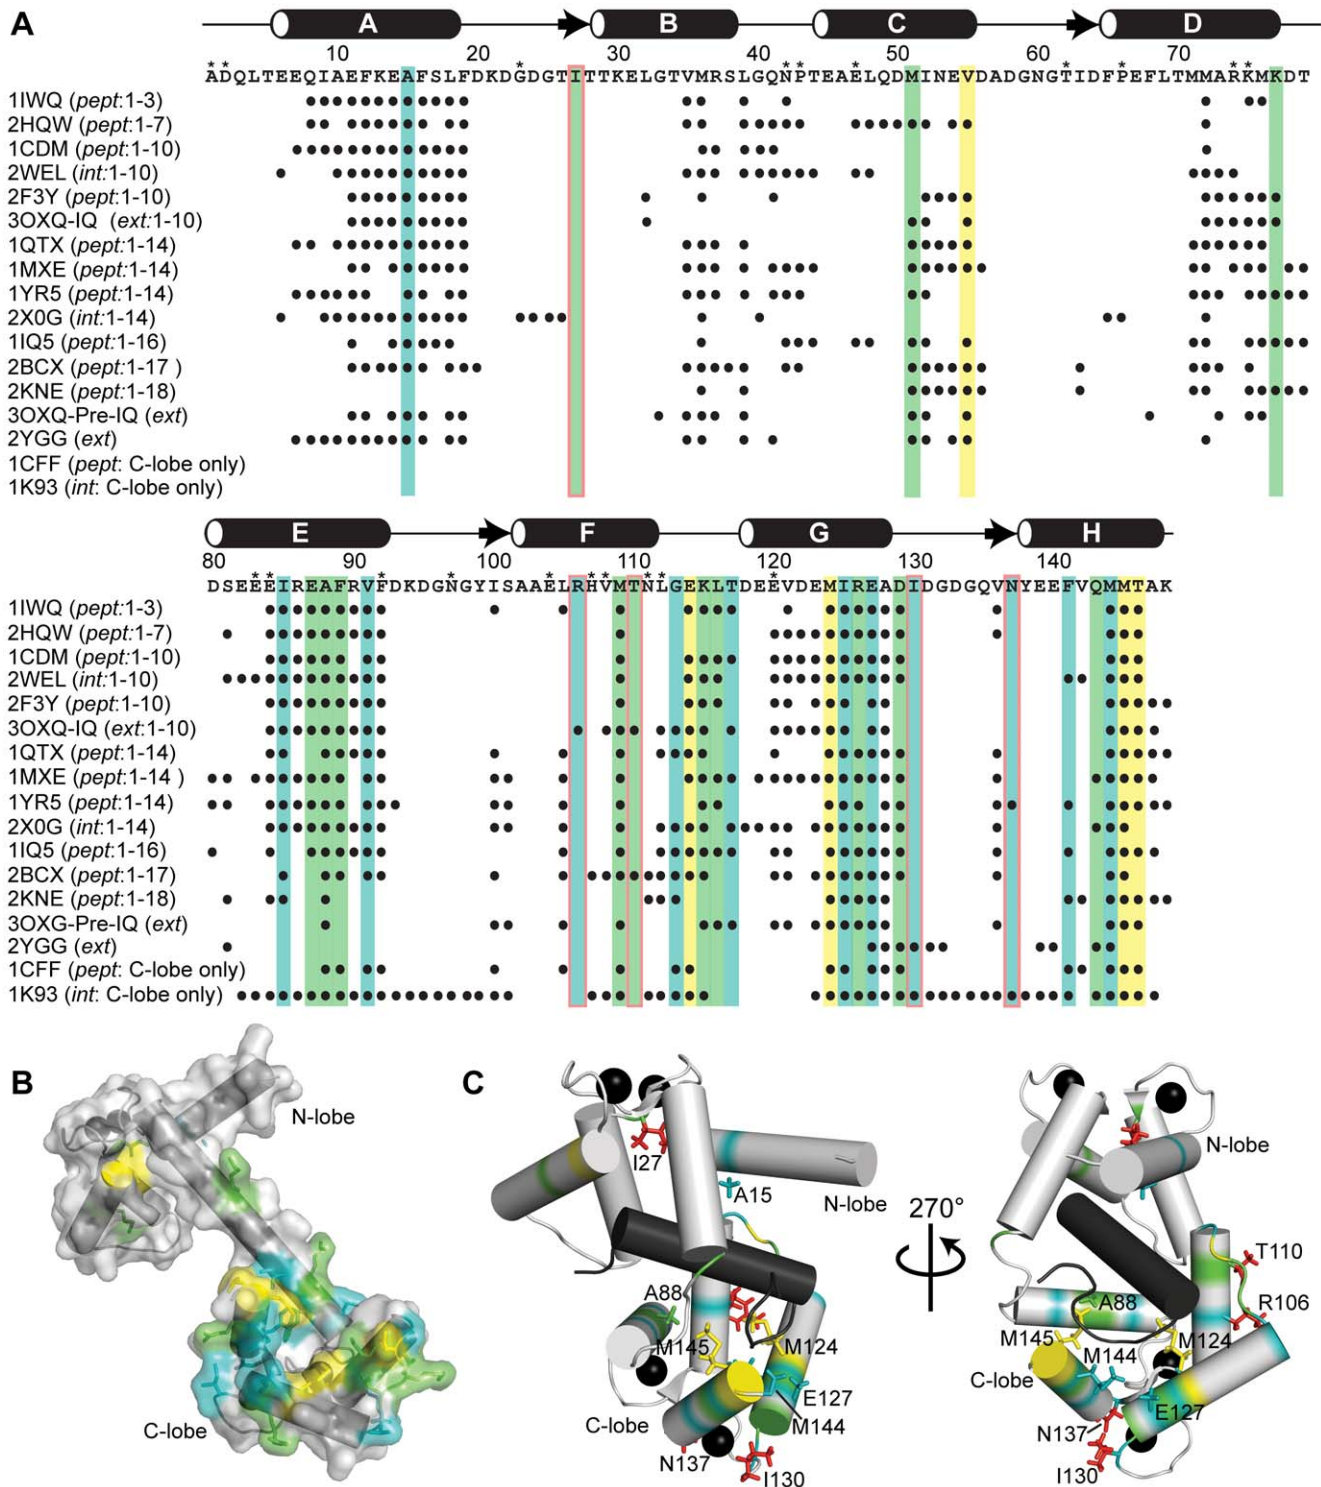 A
A B C D
10 20 30 40 50 60 70
* * * * * * * * * *
ADQLTEEQIAEFKEAFSLFDKDGDGTITTKELGTVMRSLGQNPTEAELQDMINEVDADGNGTIDFPEFLTMMARKMKDT
1IWQ (pept:1-3)
2HQW (pept:1-7)
1CDM (pept:1-10)
2WEL (int:1-10)
2F3Y (pept:1-10)
3OXQ-IQ (ext:1-10)
1QTX (pept:1-14)
1MXE (pept:1-14)
1YR5 (pept:1-14)
2X0G (int:1-14)
1IQ5 (pept:1-16)
2BCX (pept:1-17 )
2KNE (pept:1-18)
3OXQ-Pre-IQ (ext)
2YGG (ext)
1CFF (pept: C-lobe only)
1K93 (int: C-lobe only)
E F G H
80 90 100 110 120 130 140
* * * * * * * * * *
DSEEEIREAFRVFDKDGNGYISAAELRHVMTNLGEKLTDEEVDEMIREADIDGDGQVNYEEFVQMMTAK
1IWQ (pept:1-3)
2HQW (pept:1-7)
1CDM (pept:1-10)
2WEL (int:1-10)
2F3Y (pept:1-10)
3OXQ-IQ (ext:1-10)
1QTX (pept:1-14)
1MXE (pept:1-14 )
1YR5 (pept:1-14)
2X0G (int:1-14)
1IQ5 (pept:1-16)
2BCX (pept:1-17)
2KNE (pept:1-18)
3OXG-Pre-IQ (ext)
2YGG (ext)
1CFF (pept: C-lobe only)
1K93 (int: C-lobe only)
B
N-lobe
C-lobe
C
I27
A15
N-lobe
A88
M145
M124
E127
M144
C-lobe
N137
I130
270°
N-lobe
T110
R106
A88
M145
M124
M144
C-lobe
E127
N137
I130